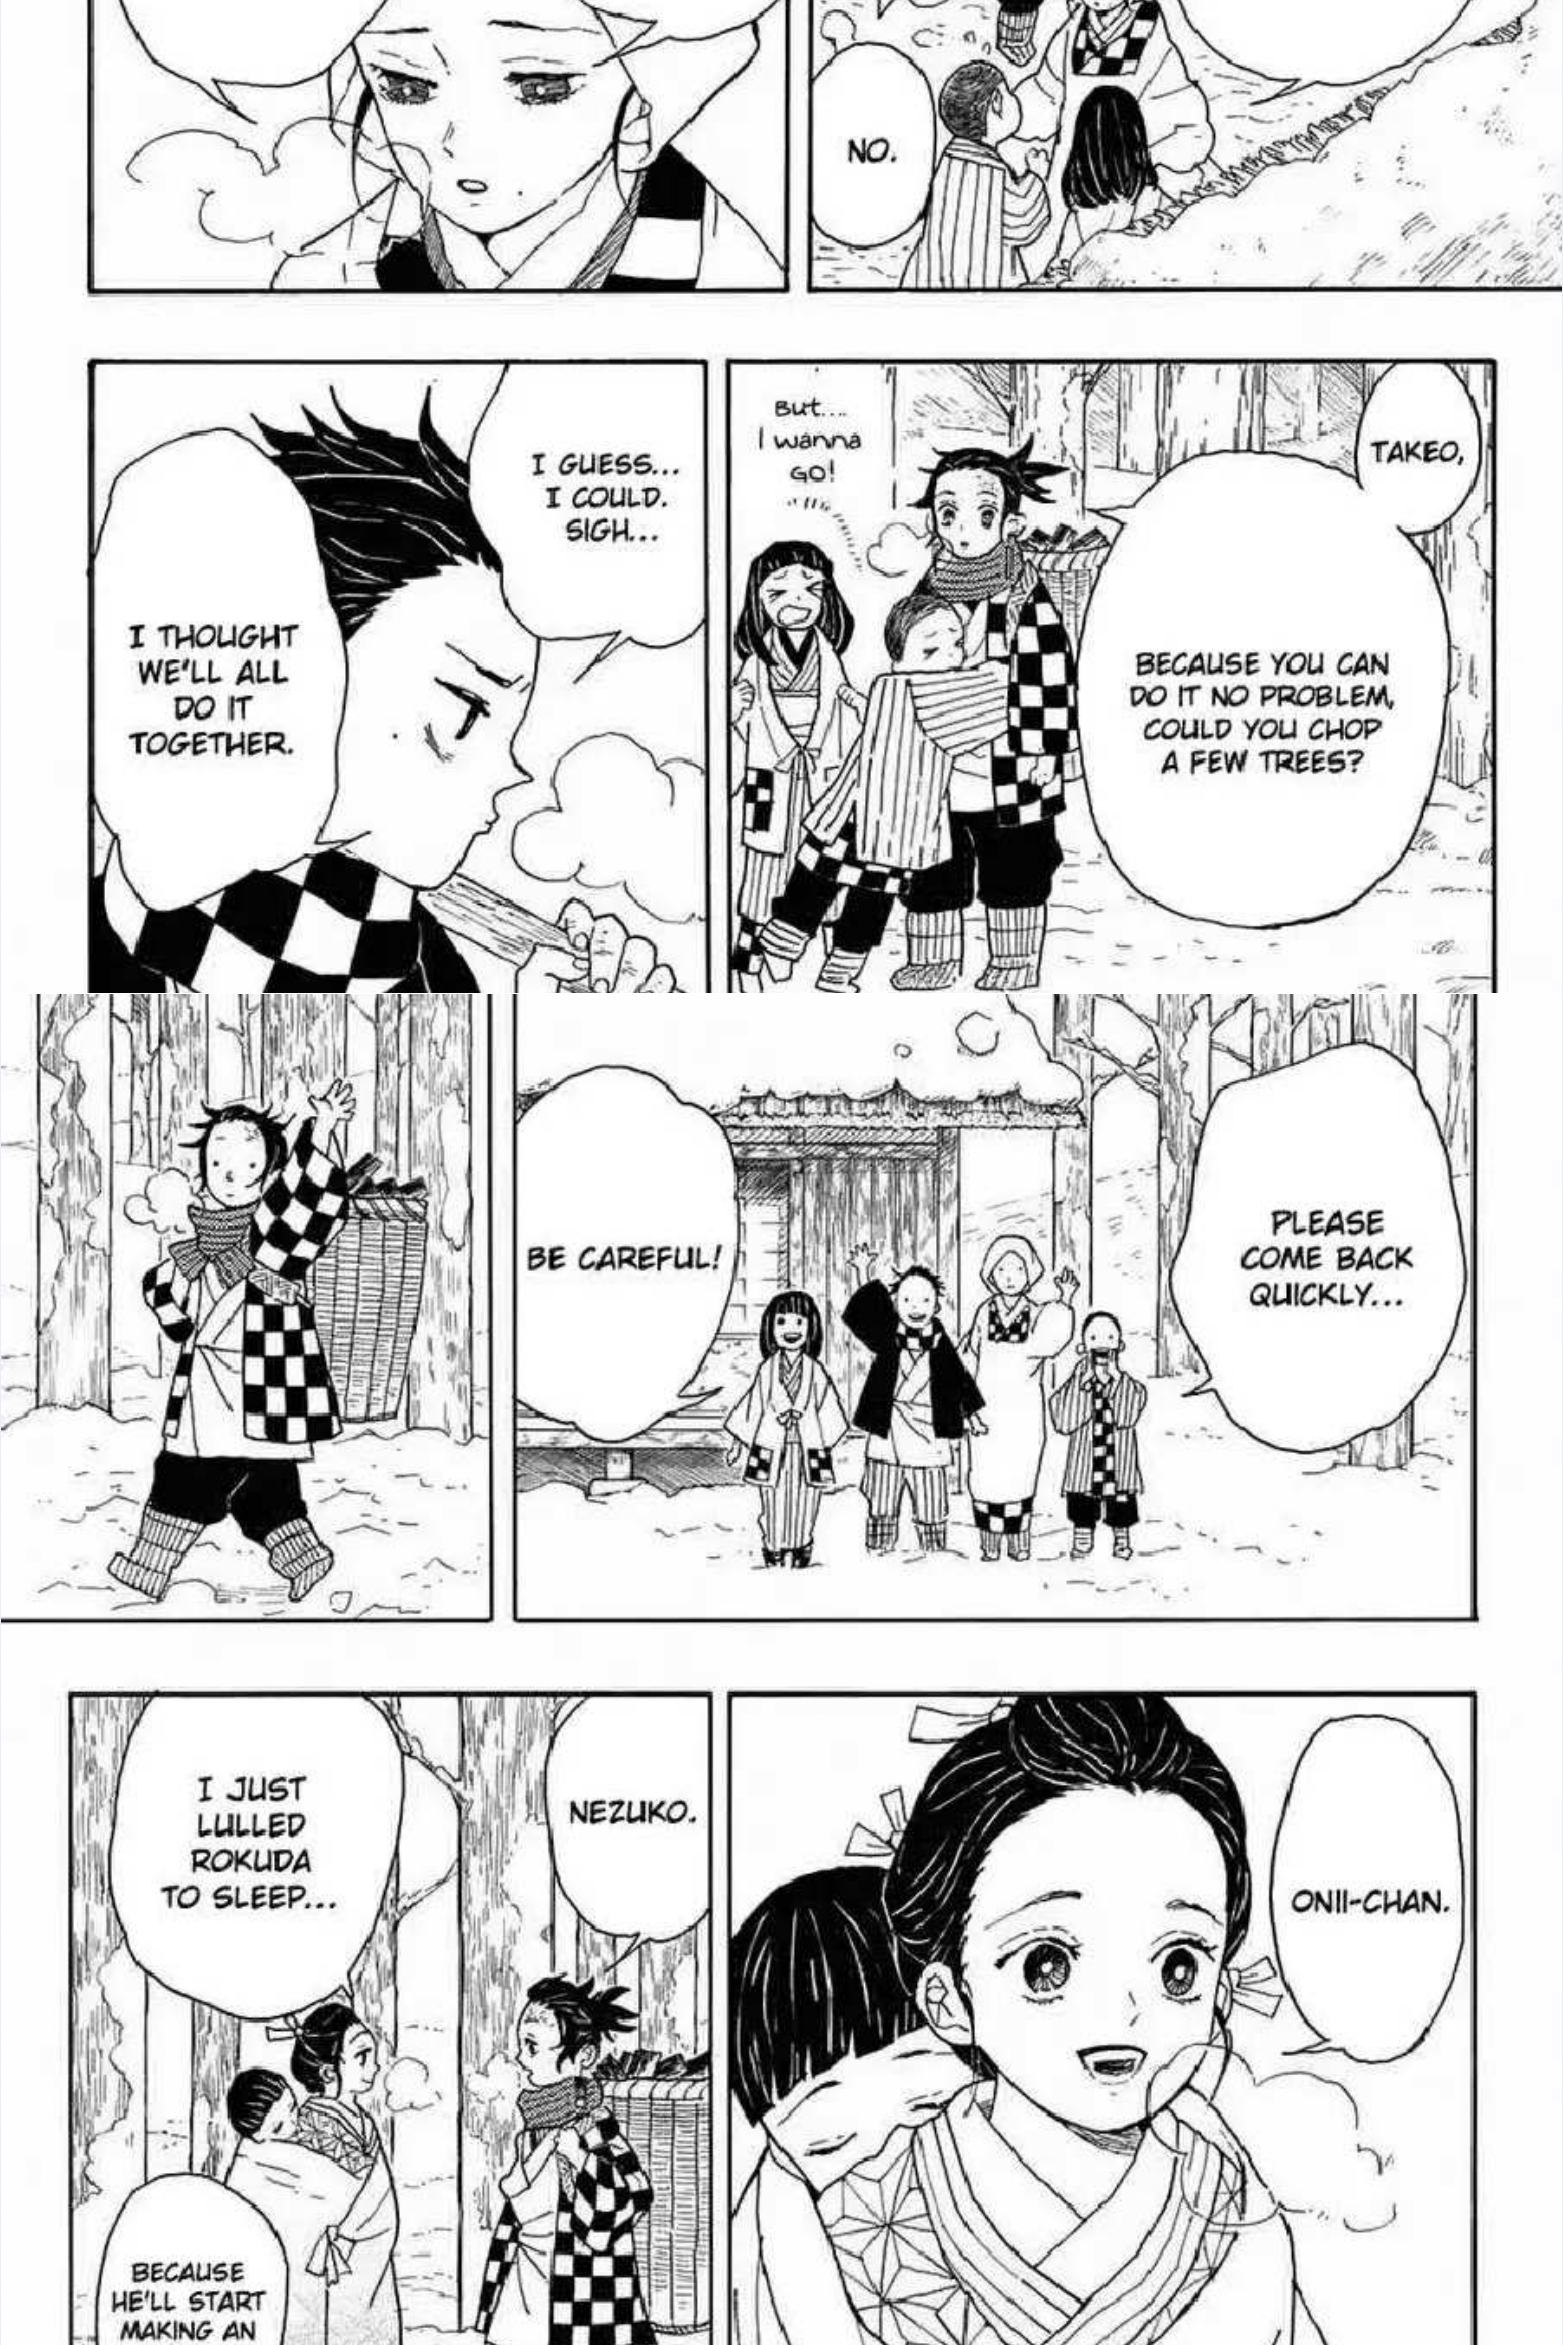 NO.
TAKEO,
BECAUSE YOU CAN
DO IT NO PROBLEM,
COULD YOU CHOP
A FEW TREES?
But....
I wanna
GO!
I GUESS...
I COULD.
SIGH...
I THOUGHT
WE'LL ALL
DO IT
TOGETHER.
PLEASE
COME BACK
QUICKLY...
BE CAREFUL!
ONII-CHAN.
NEZUKO.
I JUST
LULLED
ROKUDA
TO SLEEP...
BECAUSE
HE'LL START
MAKING AN